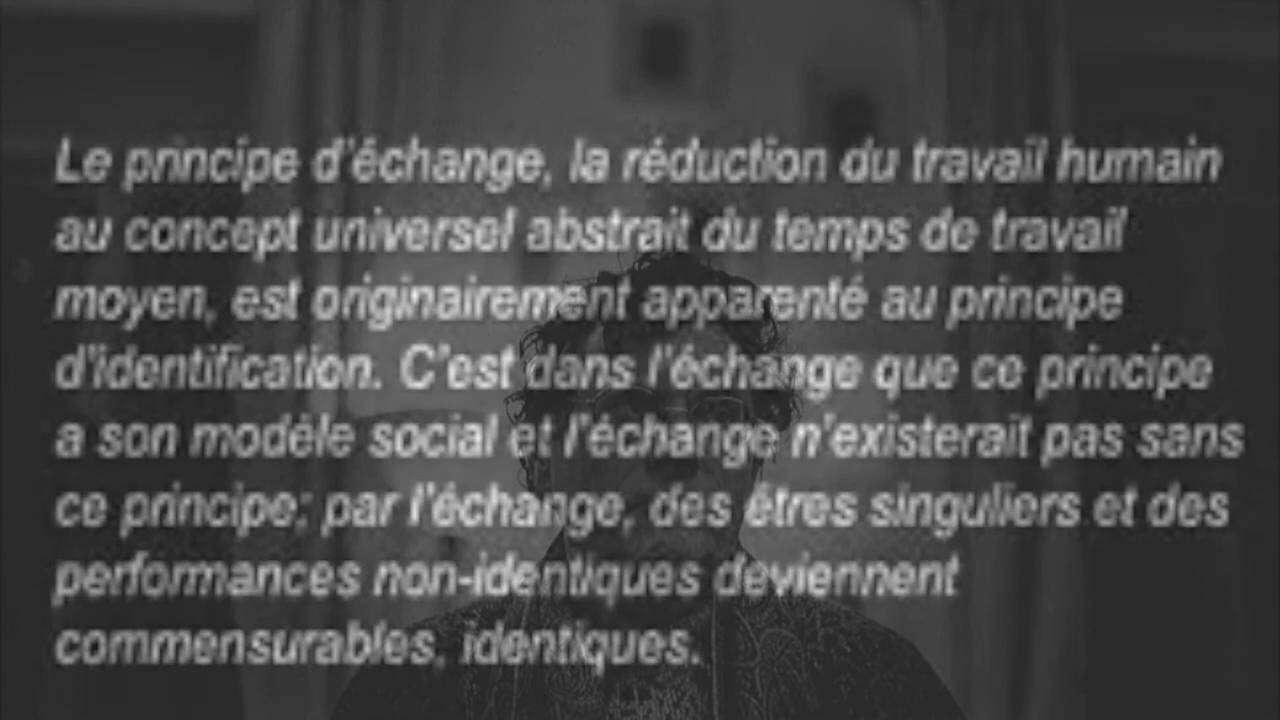 Le principe d'échange, la réduction du travail humain
au concept universel abstrait du temps de travail
moyen, est originairement apparenté au principe
d'identification. C'est dans l'échange que ce principe
a son modèle social et l'échange n'existerait pas sans
ce principe; par l'échange, des êtres singuliers et des
performances non-identiques deviennent
commensurables, identiques.